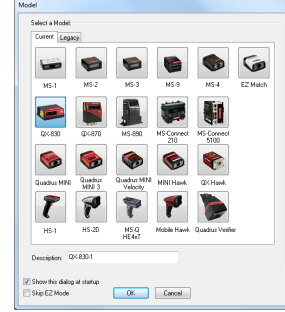 Model
Select a Model:
Current Legacy
MS-1 MS-2 MS-3 MS-9 MS-4 EZ Match
QX-830 QX-870 MS-890 MS-Connect 210 MS-Connect 5100
Quadrus MINI Quadrus MINI 3 Quadrus MINI Velocity MINI Hawk QX Hawk
HS-1 HS-2D MS-Q HE4xT Mobile Hawk Quadrus Verifier
Description: QX-830-1
Show this dialog at startup
Skip EZ Mode OK Cancel